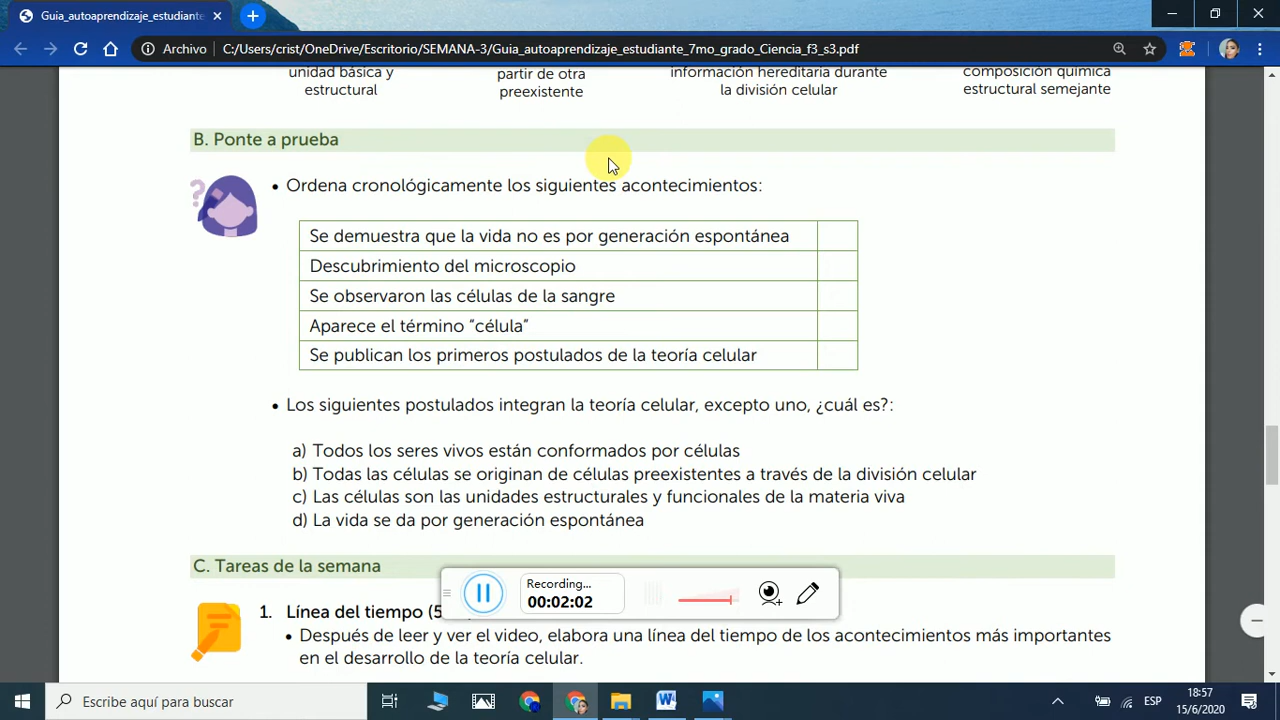 Guia_autoaprendizaje_estudiante
Archivo C:/Users/crist/OneDrive/Escritorio/SEMANA-3/Guia_autoaprendizaje_estudiante_7mo_grado_Ciencia_f3_s3.pdf
unidad básica y
estructural
partir de otra
preexistente
información hereditaria durante
la división celular
composición química
estructural semejante
B. Ponte a prueba
• Ordena cronológicamente los siguientes acontecimientos:
Se demuestra que la vida no es por generación espontánea
Descubrimiento del microscopio
Se observaron las células de la sangre
Aparece el término “célula”
Se publican los primeros postulados de la teoría celular
• Los siguientes postulados integran la teoría celular, excepto uno, ¿cuál es?:
a) Todos los seres vivos están conformados por células
b) Todas las células se originan de células preexistentes a través de la división celular
c) Las células son las unidades estructurales y funcionales de la materia viva
d) La vida se da por generación espontánea
C. Tareas de la semana
Recording...
00:02:02
1. Línea del tiempo (5
• Después de leer y ver el video, elabora una línea del tiempo de los acontecimientos más importantes
en el desarrollo de la teoría celular.
Escribe aquí para buscar
ESP
18:57
15/6/2020